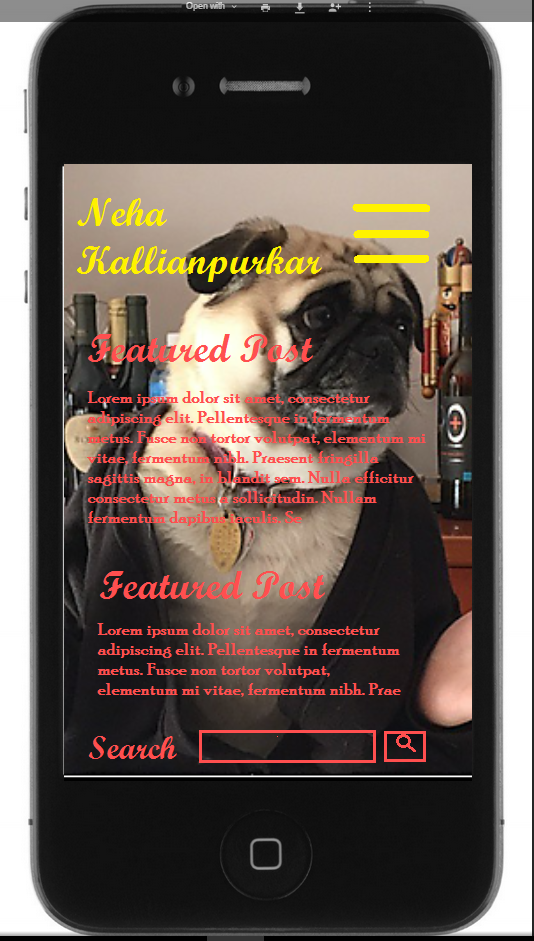 Open with
Neha
Kallianpurkar
Featured Post
Lorem ipsum dolor sit amet, consectetur
adipiscing elit. Pellentesque in fermentum
metus. Fusce non tortor volutpat, elementum mi
vitae, fermentum nibh. Praesent fringilla
sagittis magna, in blandit sem. Nulla efficitur
consectetur metus a sollicitudin. Nullam
fermentum dapibus iaculis. Se
Featured Post
Lorem ipsum dolor sit amet, consectetur
adipiscing elit. Pellentesque in fermentum
metus. Fusce non tortor volutpat,
elementum mi vitae, fermentum nibh. Prae
Search